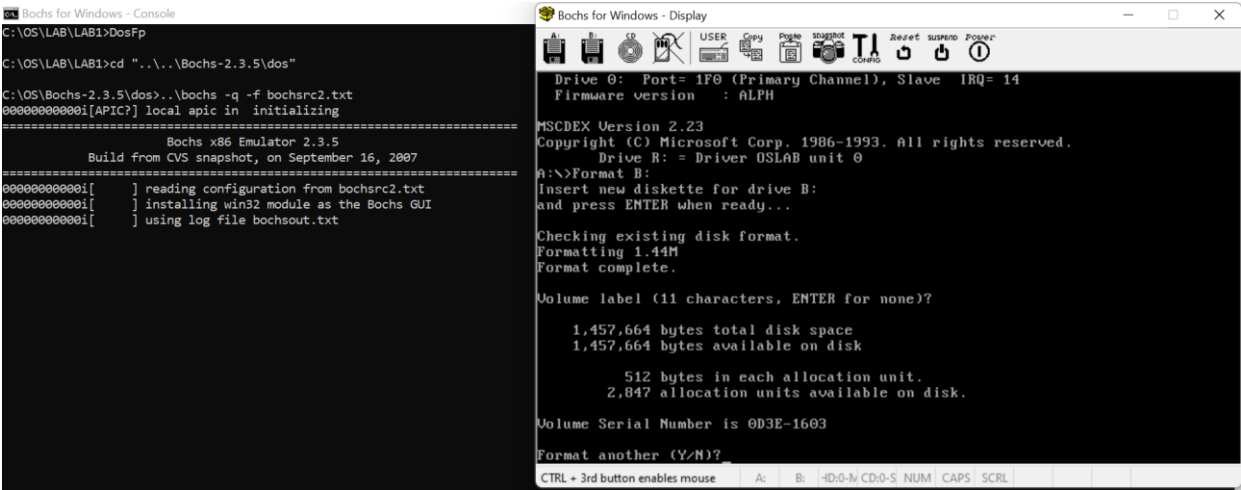 Bochs for Windows - Console
C:\OS\LAB\LAB1>DosFp
C:\OS\LAB\LAB1>cd "..\..\Bochs-2.3.5\dos"
C:\OS\Bochs-2.3.5\dos>..\bochs -q -f bochsrc2.txt
00000000000i[APIC?] local apic in  initializing
========================================================================
Bochs x86 Emulator 2.3.5
Build from CVS snapshot, on September 16, 2007
========================================================================
00000000000i[     ] reading configuration from bochsrc2.txt
00000000000i[     ] installing win32 module as the Bochs GUI
00000000000i[     ] using log file bochsout.txt
Bochs for Windows - Display
A: B: CD USER Copy Paste snapshot CONFIG Reset SUSPEND Power
Drive 0:  Port= 1F0 (Primary Channel), Slave  IRQ= 14
Firmware version   : ALPH
MSCDEX Version 2.23
Copyright (C) Microsoft Corp. 1986-1993. All rights reserved.
Drive R: = Driver OSLAB unit 0
A:\>Format B:
Insert new diskette for drive B:
and press ENTER when ready...
Checking existing disk format.
Formatting 1.44M
Format complete.
Volume label (11 characters, ENTER for none)?
1,457,664 bytes total disk space
1,457,664 bytes available on disk
512 bytes in each allocation unit.
2,847 allocation units available on disk.
Volume Serial Number is 0D3E-1603
Format another (Y/N)?_
CTRL + 3rd button enables mouse A: B: HD:0-M CD:0-S NUM CAPS SCRL